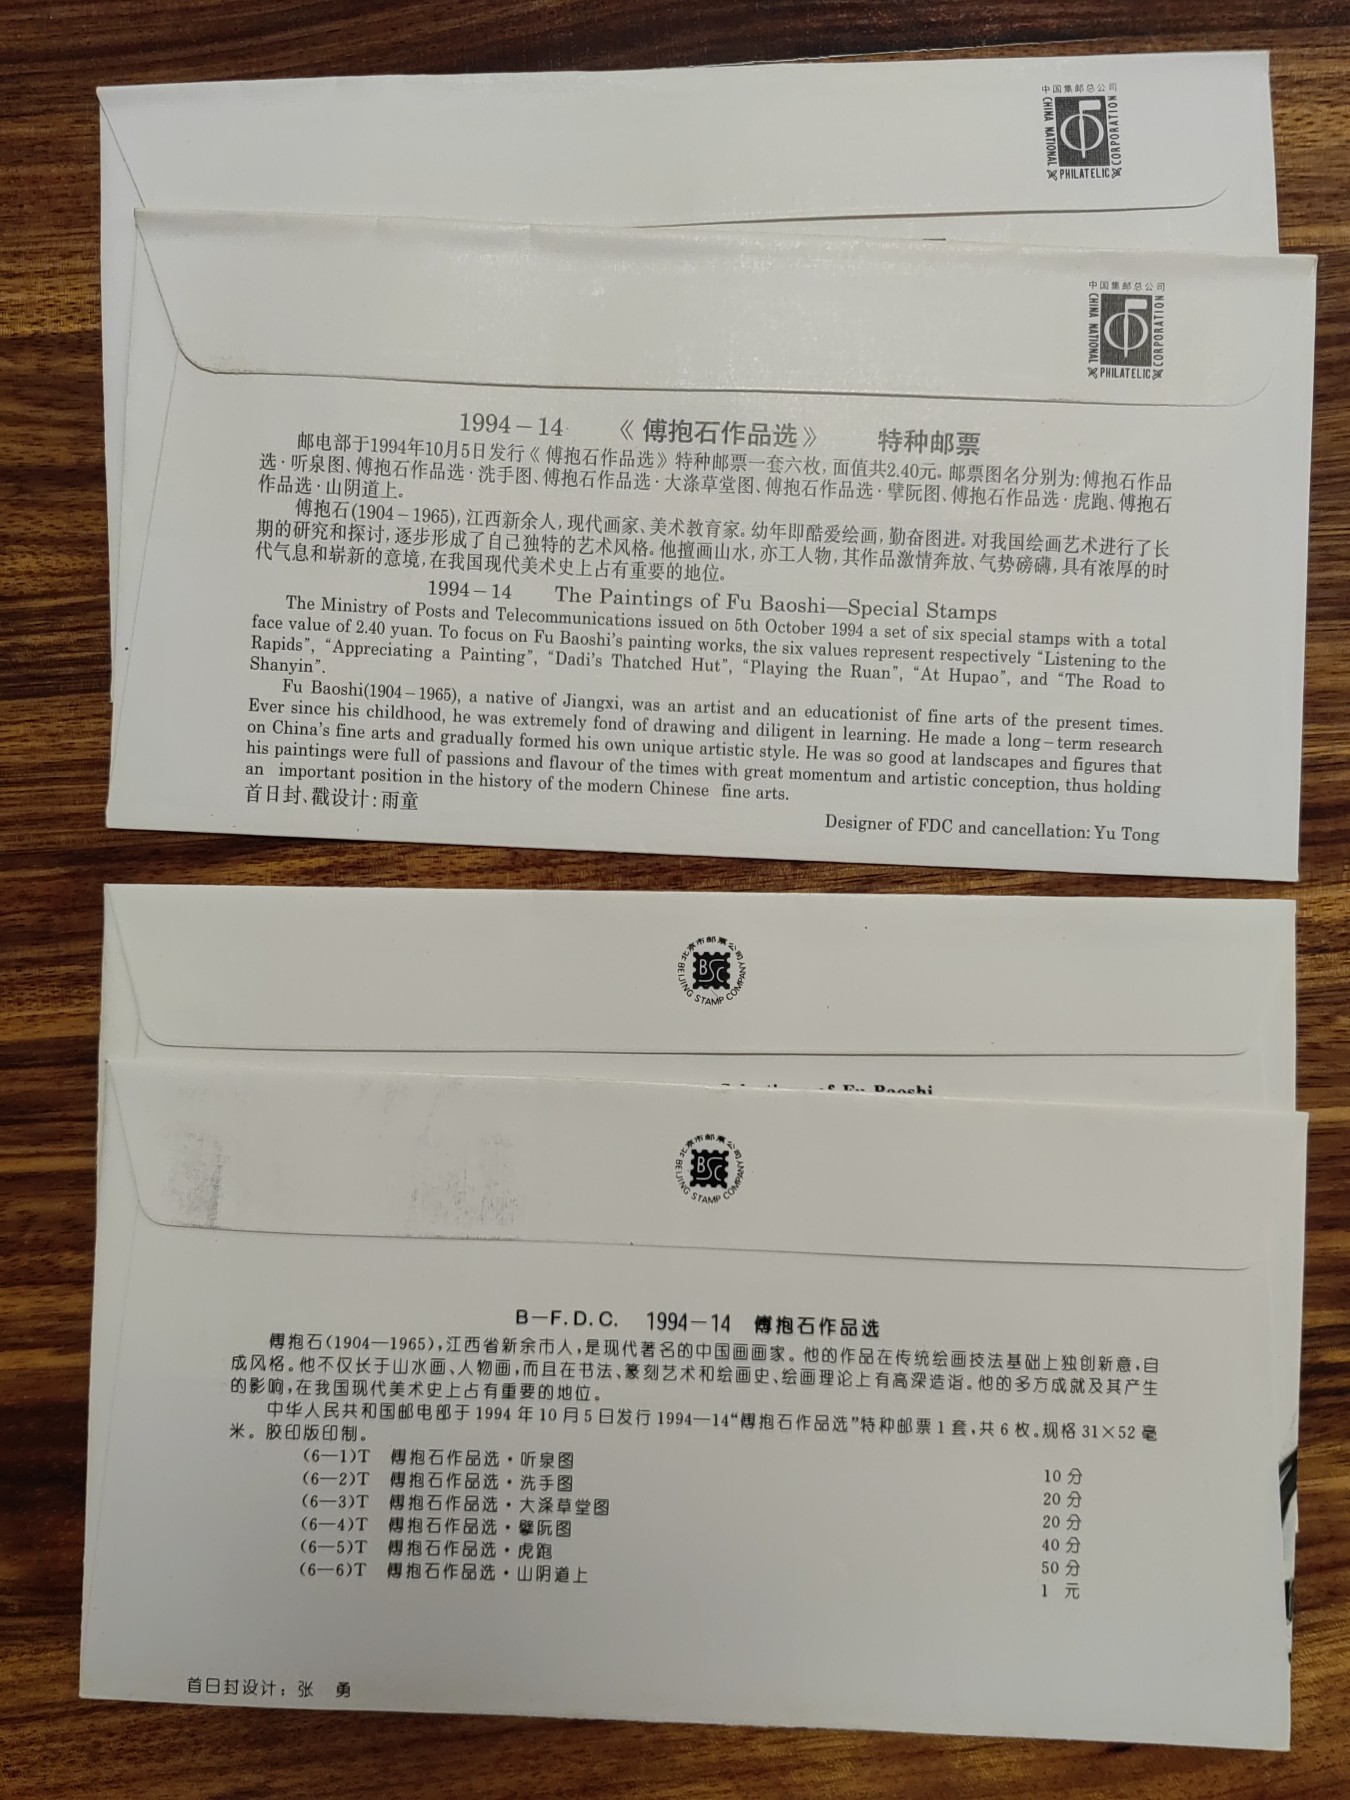 中国集邮总公司
CHINA NATIONAL
PHILATELIC
CORPORATION
中国集邮总公司
CHINA NATIONAL
PHILATELIC
CORPORATION
1994－14 《傅抱石作品选》 特种邮票
邮电部于1994年10月5日发行《傅抱石作品选》特种邮票一套六枚，面值共2.40元。邮票图名分别为：傅抱石作品
选·听泉图、傅抱石作品选·洗手图、傅抱石作品选·大涤草堂图、傅抱石作品选·擘阮图、傅抱石作品选·虎跑、傅抱石
作品选·山阴道上。
傅抱石(1904－1965)，江西新余人，现代画家、美术教育家。幼年即酷爱绘画，勤奋图进。对我国绘画艺术进行了长
期的研究和探讨，逐步形成了自己独特的艺术风格。他擅画山水，亦工人物，其作品激情奔放、气势磅礴，具有浓厚的时
代气息和崭新的意境，在我国现代美术史上占有重要的地位。
1994－14 The Paintings of Fu Baoshi—Special Stamps
The Ministry of Posts and Telecommunications issued on 5th October 1994 a set of six special stamps with a total
face value of 2.40 yuan. To focus on Fu Baoshi's painting works, the six values represent respectively "Listening to the
Rapids", "Appreciating a Painting", "Dadi's Thatched Hut", "Playing the Ruan", "At Hupao", and "The Road to
Shanyin".
Fu Baoshi(1904－1965), a native of Jiangxi, was an artist and an educationist of fine arts of the present times.
Ever since his childhood, he was extremely fond of drawing and diligent in learning. He made a long－term research
on China's fine arts and gradually formed his own unique artistic style. He was so good at landscapes and figures that
his paintings were full of passions and flavour of the times with great momentum and artistic conception, thus holding
an important position in the history of the modern Chinese fine arts.
首日封、戳设计：雨童
Designer of FDC and cancellation: Yu Tong
北京市邮票公司
BSC
BEIJING STAMP COMPANY
of Fu Baoshi
北京市邮票公司
BSC
BEIJING STAMP COMPANY
B—F.D.C. 1994—14 傅抱石作品选
傅抱石(1904—1965)，江西省新余市人，是现代著名的中国画画家。他的作品在传统绘画技法基础上独创新意，自
成风格。他不仅长于山水画、人物画，而且在书法、篆刻艺术和绘画史、绘画理论上有高深造诣。他的多方成就及其产生
的影响，在我国现代美术史上占有重要的地位。
中华人民共和国邮电部于1994年10月5日发行1994—14“傅抱石作品选”特种邮票1套，共6枚。规格31×52毫
米。胶印版印制。
(6—1)T 傅抱石作品选·听泉图 10分
(6—2)T 傅抱石作品选·洗手图 20分
(6—3)T 傅抱石作品选·大涤草堂图 20分
(6—4)T 傅抱石作品选·擘阮图 40分
(6—5)T 傅抱石作品选·虎跑 50分
(6—6)T 傅抱石作品选·山阴道上 1 元
首日封设计：张 勇